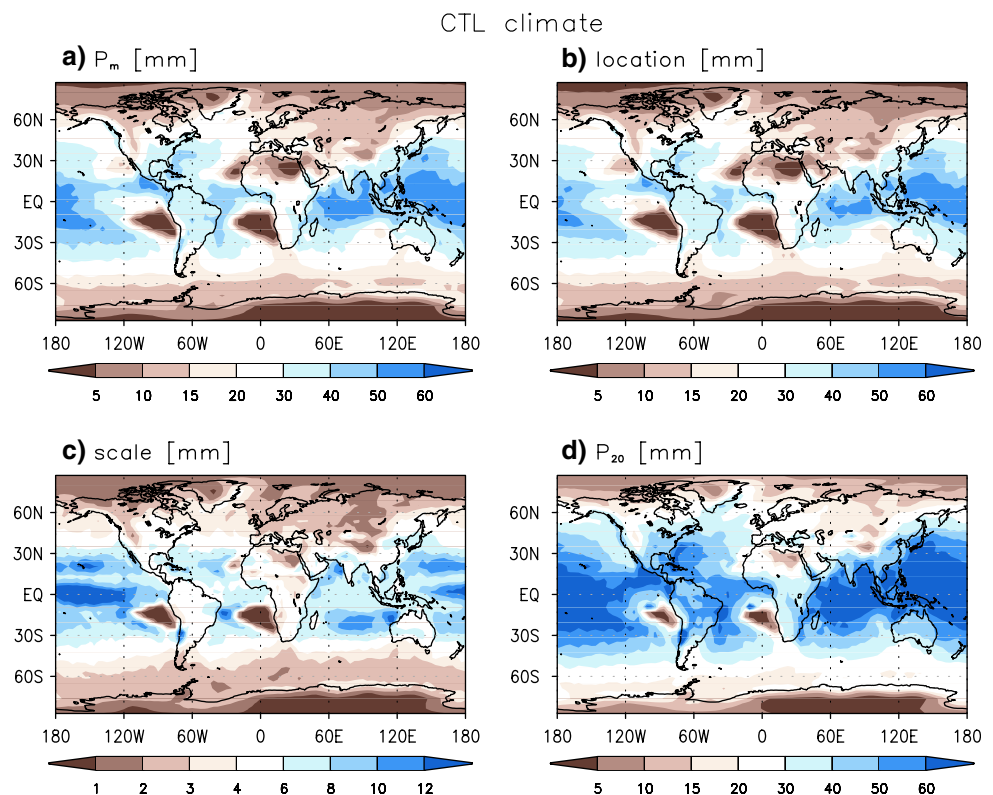 CTL climate
a) Pm [mm]
b) location [mm]
60N
30N
EQ
30S
60S
180 120W 60W 0 60E 120E 180
5 10 15 20 30 40 50 60
60N
30N
EQ
30S
60S
180 120W 60W 0 60E 120E 180
5 10 15 20 30 40 50 60
c) scale [mm]
d) P20 [mm]
60N
30N
EQ
30S
60S
180 120W 60W 0 60E 120E 180
1 2 3 4 6 8 10 12
60N
30N
EQ
30S
60S
180 120W 60W 0 60E 120E 180
5 10 15 20 30 40 50 60